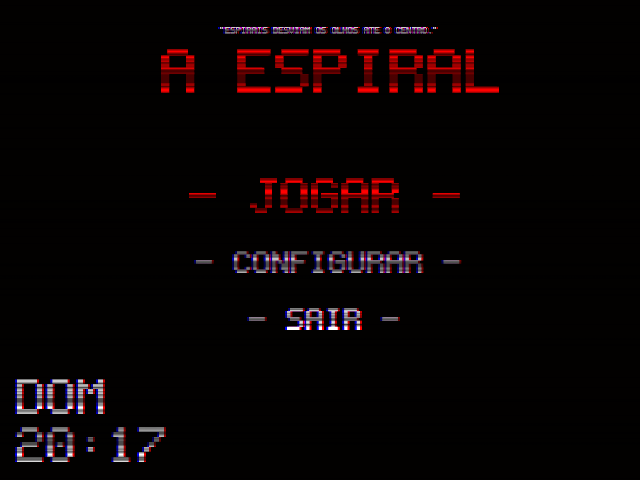 "ESPIRAIS DESVIAM OS OLHOS ATE O CENTRO."
A ESPIRAL
- JOGAR -
- CONFIGURAR -
- SAIR -
DOM
20:17